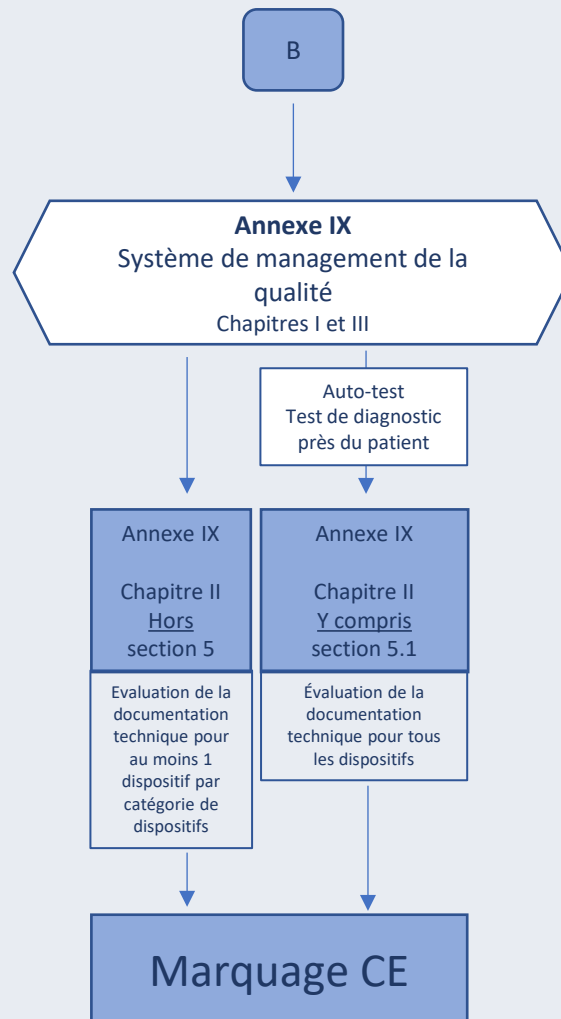 B
Annexe IX
Système de management de la
qualité
Chapitres I et III
Auto-test
Test de diagnostic
près du patient
Annexe IX
Chapitre II
Hors
section 5
Evaluation de la
documentation
technique pour
au moins 1
dispositif par
catégorie de
dispositifs
Annexe IX
Chapitre II
Y compris
section 5.1
Évaluation de la
documentation
technique pour tous
les dispositifs
Marquage CE